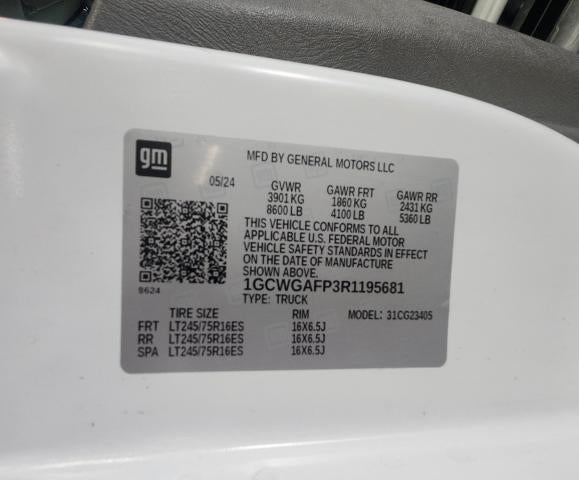 gm
MFD BY GENERAL MOTORS LLC
05/24 GVWR GAWR FRT GAWR RR
3901 KG 1860 KG 2431 KG
8600 LB 4100 LB 5360 LB
THIS VEHICLE CONFORMS TO ALL
APPLICABLE U.S. FEDERAL MOTOR
VEHICLE SAFETY STANDARDS IN EFFECT
ON THE DATE OF MANUFACTURE
SHOWN ABOVE.
8624 1GCWGAFP3R1195681
TYPE: TRUCK MODEL: 31CG23405
TIRE SIZE RIM
FRT LT245/75R16ES 16X6.5J
RR LT245/75R16ES 16X6.5J
SPA LT245/75R16ES 16X6.5J